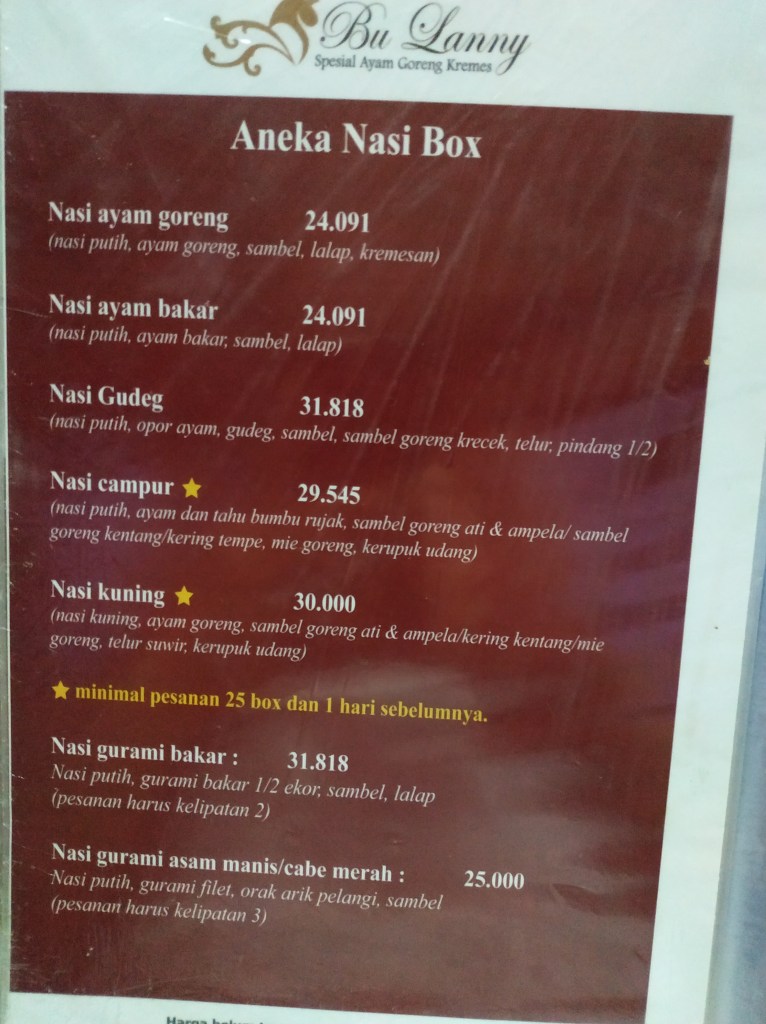 Bu Lanny
Spesial Ayam Goreng Kremes
Aneka Nasi Box
Nasi ayam goreng 24.091
(nasi putih, ayam goreng, sambel, lalap, kremesan)
Nasi ayam bakar 24.091
(nasi putih, ayam bakar, sambel, lalap)
Nasi Gudeg 31.818
(nasi putih, opor ayam, gudeg, sambel, sambel goreng krecek, telur, pindang 1/2)
Nasi campur ★ 29.545
(nasi putih, ayam dan tahu bumbu rujak, sambel goreng ati & ampela/ sambel
goreng kentang/kering tempe, mie goreng, kerupuk udang)
Nasi kuning ★ 30.000
(nasi kuning, ayam goreng, sambel goreng ati & ampela/kering kentang/mie
goreng, telur suwir, kerupuk udang)
★ minimal pesanan 25 box dan 1 hari sebelumnya.
Nasi gurami bakar : 31.818
Nasi putih, gurami bakar 1/2 ekor, sambel, lalap
(pesanan harus kelipatan 2)
Nasi gurami asam manis/cabe merah : 25.000
Nasi putih, gurami filet, orak arik pelangi, sambel
(pesanan harus kelipatan 3)
Harga